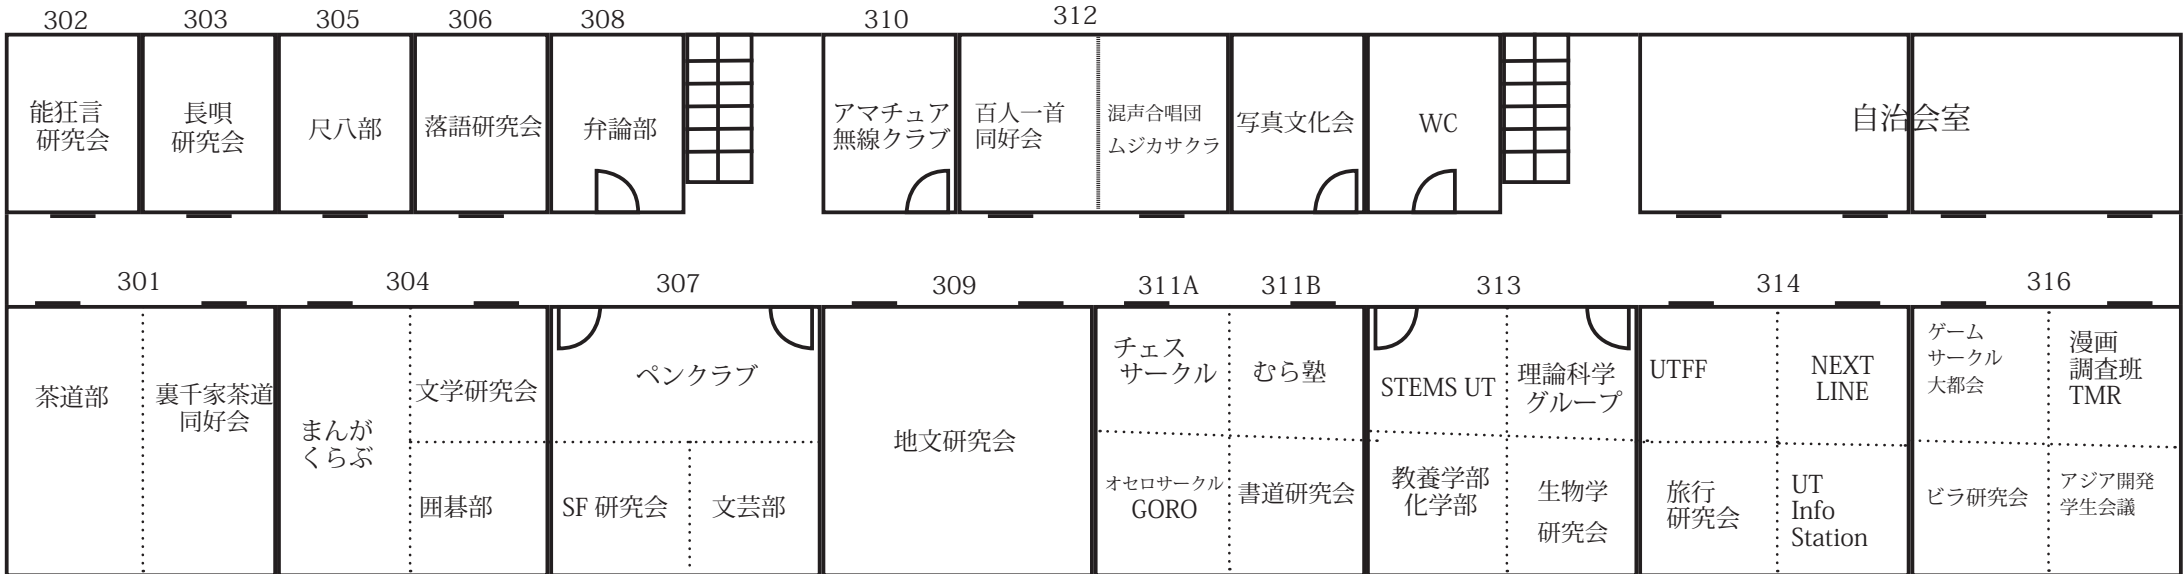 302
303
305
306
308
310
312
能狂言
研究会
長唄
研究会
尺八部
落語研究会
弁論部
アマチュア
無線クラブ
百人一首
同好会
混声合唱団
ムジカサクラ
写真文化会
WC
自治会室
301
304
307
309
311A
311B
313
314
316
茶道部
裏千家茶道
同好会
まんが
くらぶ
文学研究会
囲碁部
ペンクラブ
SF 研究会
文芸部
地文研究会
チェス
サークル
むら塾
オセロサークル
GORO
書道研究会
STEMS UT
理論科学
グループ
教養学部
化学部
生物学
研究会
UTFF
NEXT
LINE
旅行
研究会
UT
Info
Station
ゲーム
サークル
大都会
漫画
調査班
TMR
ビラ研究会
アジア開発
学生会議